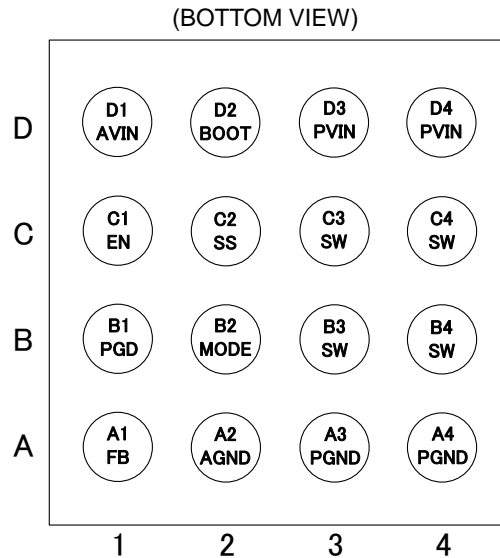 (BOTTOM VIEW)
D
D1
AVIN
D2
BOOT
D3
PVIN
D4
PVIN
C
C1
EN
C2
SS
C3
SW
C4
SW
B
B1
PGD
B2
MODE
B3
SW
B4
SW
A
A1
FB
A2
AGND
A3
PGND
A4
PGND
1 2 3 4